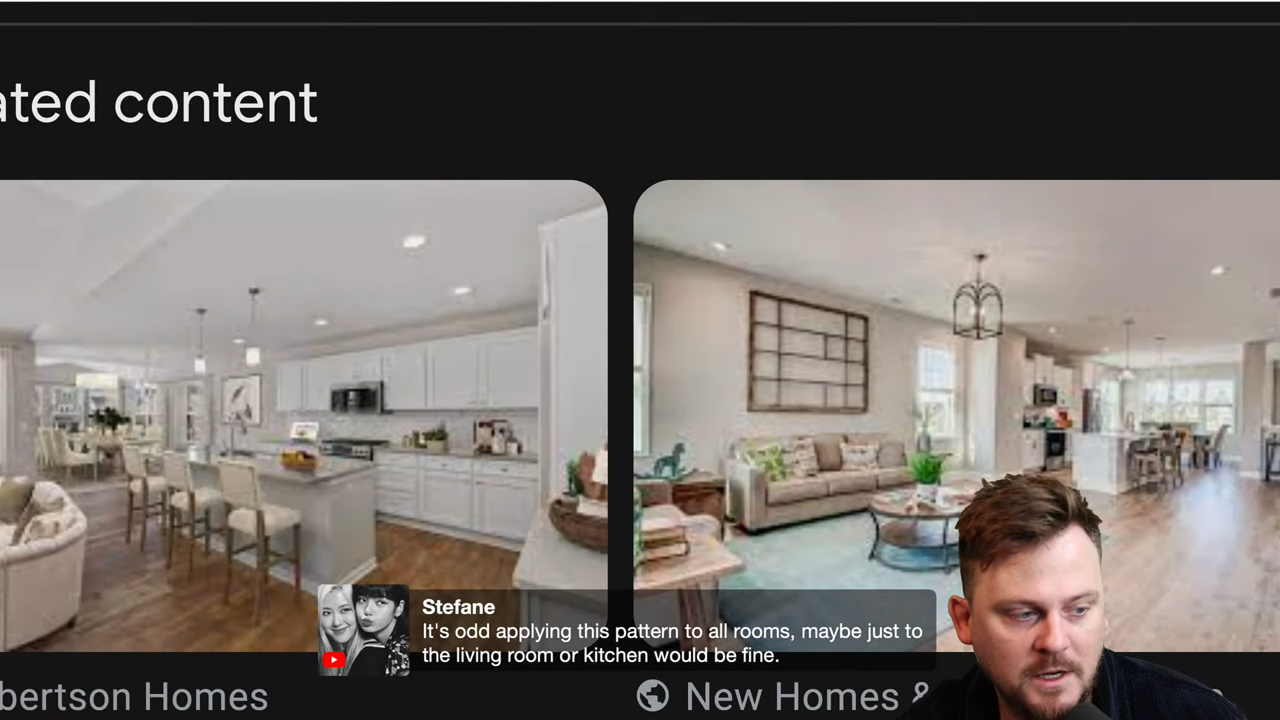 ated content
Stefane
It's odd applying this pattern to all rooms, maybe just to
the living room or kitchen would be fine.
bertson Homes
New Homes &